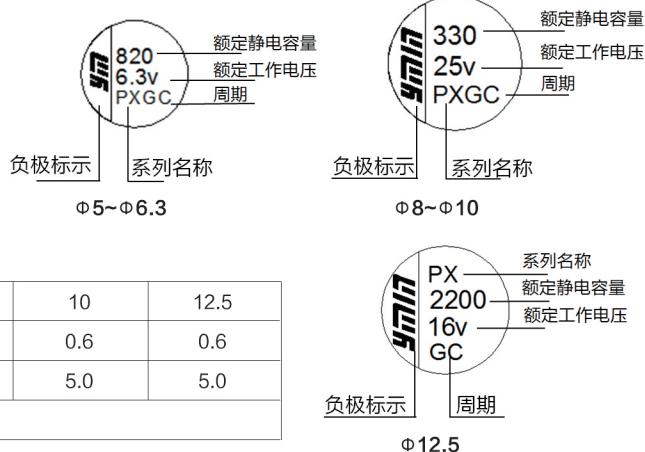 ymin
820
6.3v
PXGC
额定静电容量
额定工作电压
周期
负极标示
系列名称
Φ5~Φ6.3
ymin
330
25v
PXGC
额定静电容量
额定工作电压
周期
负极标示
系列名称
Φ8~Φ10
10 12.5
0.6 0.6
5.0 5.0
ymin
PX
2200
16v
GC
系列名称
额定静电容量
额定工作电压
负极标示
周期
Φ12.5